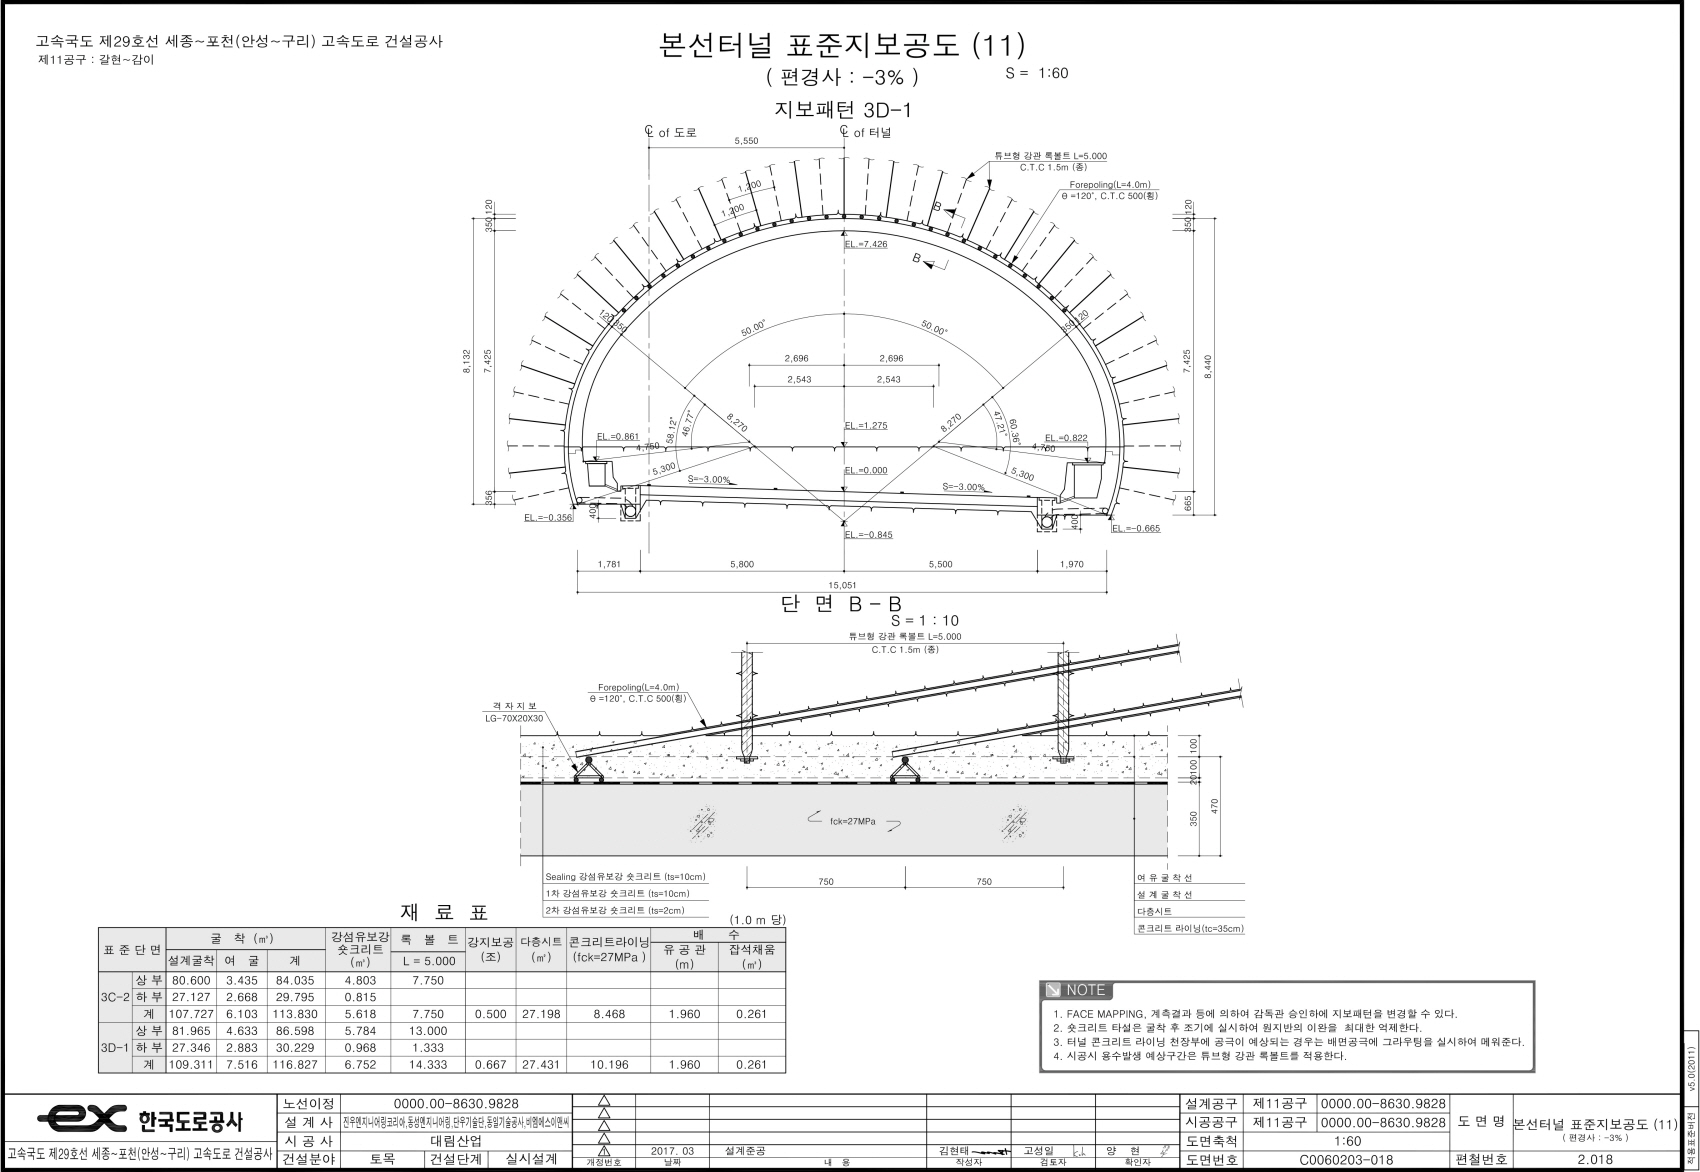 고속국도 제29호선 세종~포천(안성~구리) 고속도로 건설공사
제11공구 : 갈현~감이
본선터널 표준지보공도 (11)
( 편경사 : -3% )
S = 1:60
지보패턴 3D-1
℄ of 도로
℄ of 터널
5,550
튜브형 강관 록볼트 L=5.000
C.T.C 1.5m (종)
Forepoling(L=4.0m)
θ =120°, C.T.C 500(횡)
1,200
1,200
B
B
120
350
120
350
EL.=7.426
120
350
350
120
50.00°
50.00°
8,132
7,425
7,425
8,440
2,696
2,696
2,543
2,543
58.12°
46.77°
8,270
8,270
47.21°
60.36°
EL.=1.275
EL.=0.861
4,750
4,750
EL.=0.822
5,300
5,300
EL.=0.000
S=-3.00%
S=-3.00%
356
665
400
400
EL.=-0.356
EL.=-0.665
EL.=-0.845
1,781
5,800
5,500
1,970
15,051
단 면 B - B
S = 1 : 10
튜브형 강관 록볼트 L=5.000
C.T.C 1.5m (종)
Forepoling(L=4.0m)
θ =120°, C.T.C 500(횡)
격 자 지 보
LG-70X20X30
100
100
20
350
470
fck=27MPa
Sealing 강섬유보강 숏크리트 (ts=10cm)
1차 강섬유보강 숏크리트 (ts=10cm)
2차 강섬유보강 숏크리트 (ts=2cm)
750
750
여 유 굴 착 선
설 계 굴 착 선
다층시트
콘크리트 라이닝(tc=35cm)
재 료 표
(1.0 m 당)
표 준 단 면 굴 착 (㎥) 강섬유보강 숏크리트 (㎥) 록 볼 트 강지보공 (조) 다층시트 (㎡) 콘크리트라이닝 (fck=27MPa ) 배 수
설계굴착 여 굴 계 L = 5.000 유 공 관 (m) 잡석채움 (㎥)
3C-2 상 부 80.600 3.435 84.035 4.803 7.750
하 부 27.127 2.668 29.795 0.815
계 107.727 6.103 113.830 5.618 7.750 0.500 27.198 8.468 1.960 0.261
3D-1 상 부 81.965 4.633 86.598 5.784 13.000
하 부 27.346 2.883 30.229 0.968 1.333
계 109.311 7.516 116.827 6.752 14.333 0.667 27.431 10.196 1.960 0.261
NOTE
1. FACE MAPPING, 계측결과 등에 의하여 감독관 승인하에 지보패턴을 변경할 수 있다.
2. 숏크리트 타설은 굴착 후 조기에 실시하여 원지반의 이완을 최대한 억제한다.
3. 터널 콘크리트 라이닝 천장부에 공극이 예상되는 경우는 배면공극에 그라우팅을 실시하여 메워준다.
4. 시공시 용수발생 예상구간은 튜브형 강관 록볼트를 적용한다.
적용표준버전 v5.0(2011)
ex 한국도로공사
고속국도 제29호선 세종~포천(안성~구리) 고속도로 건설공사
노선이정 0000.00-8630.9828
설 계 사 진우엔지니어링코리아,동성엔지니어링,단우기술단,동일기술공사,비엠에스이엔씨
시 공 사 대림산업
건설분야 토목 건설단계 실시설계
1 2017. 03 설계준공 김현태 고성일 양 현
개정번호 날짜 내 용 작성자 검토자 확인자
설계공구 제11공구 0000.00-8630.9828
시공공구 제11공구 0000.00-8630.9828
도면축척 1:60
도면번호 C0060203-018
도 면 명 본선터널 표준지보공도 (11)
( 편경사 : -3% )
편철번호 2.018